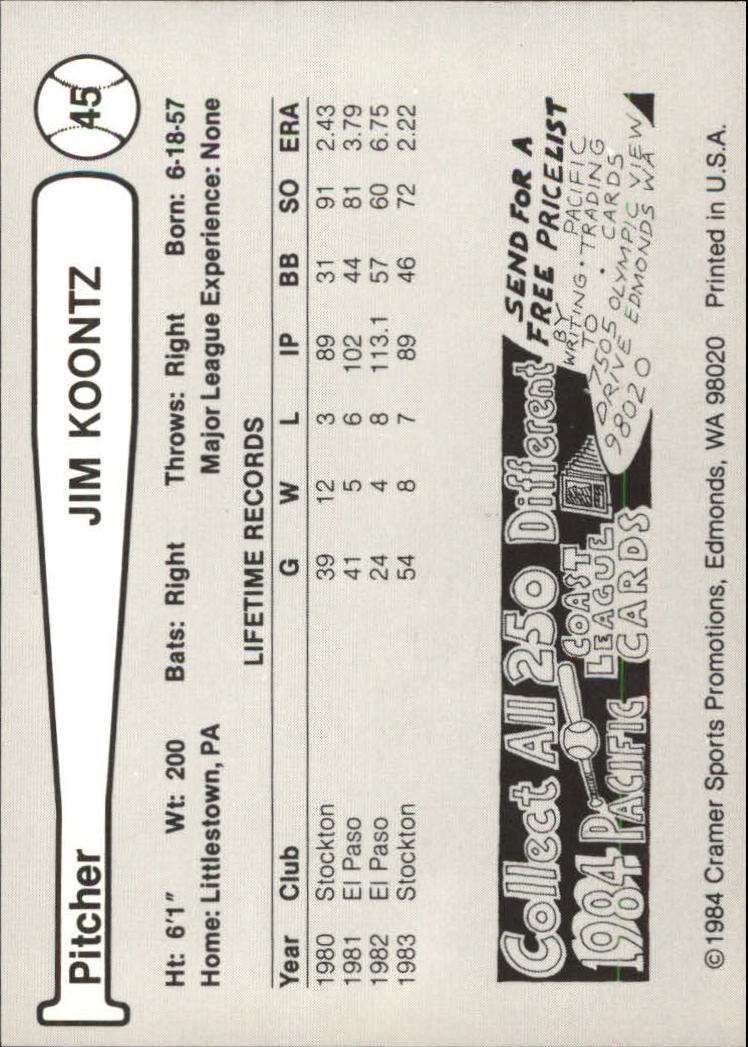 Pitcher JIM KOONTZ 45
Ht: 6'1" Wt: 200 Bats: Right Throws: Right Born: 6-18-57
Home: Littlestown, PA Major League Experience: None
LIFETIME RECORDS
Year Club G W L IP BB SO ERA
1980 Stockton 39 12 3 89 31 91 2.43
1981 El Paso 41 5 6 102 44 81 3.79
1982 El Paso 24 4 8 113.1 57 60 6.75
1983 Stockton 54 8 7 89 46 72 2.22
Collect All 250 Different
1984 PACIFIC
COAST
LEAGUE
CARDS
SEND FOR A
FREE PRICELIST
BY PACIFIC
WRITING • TRADING
TO • CARDS
7505 OLYMPIC VIEW
DRIVE EDMONDS WA
98020
©1984 Cramer Sports Promotions, Edmonds, WA 98020 Printed in U.S.A.